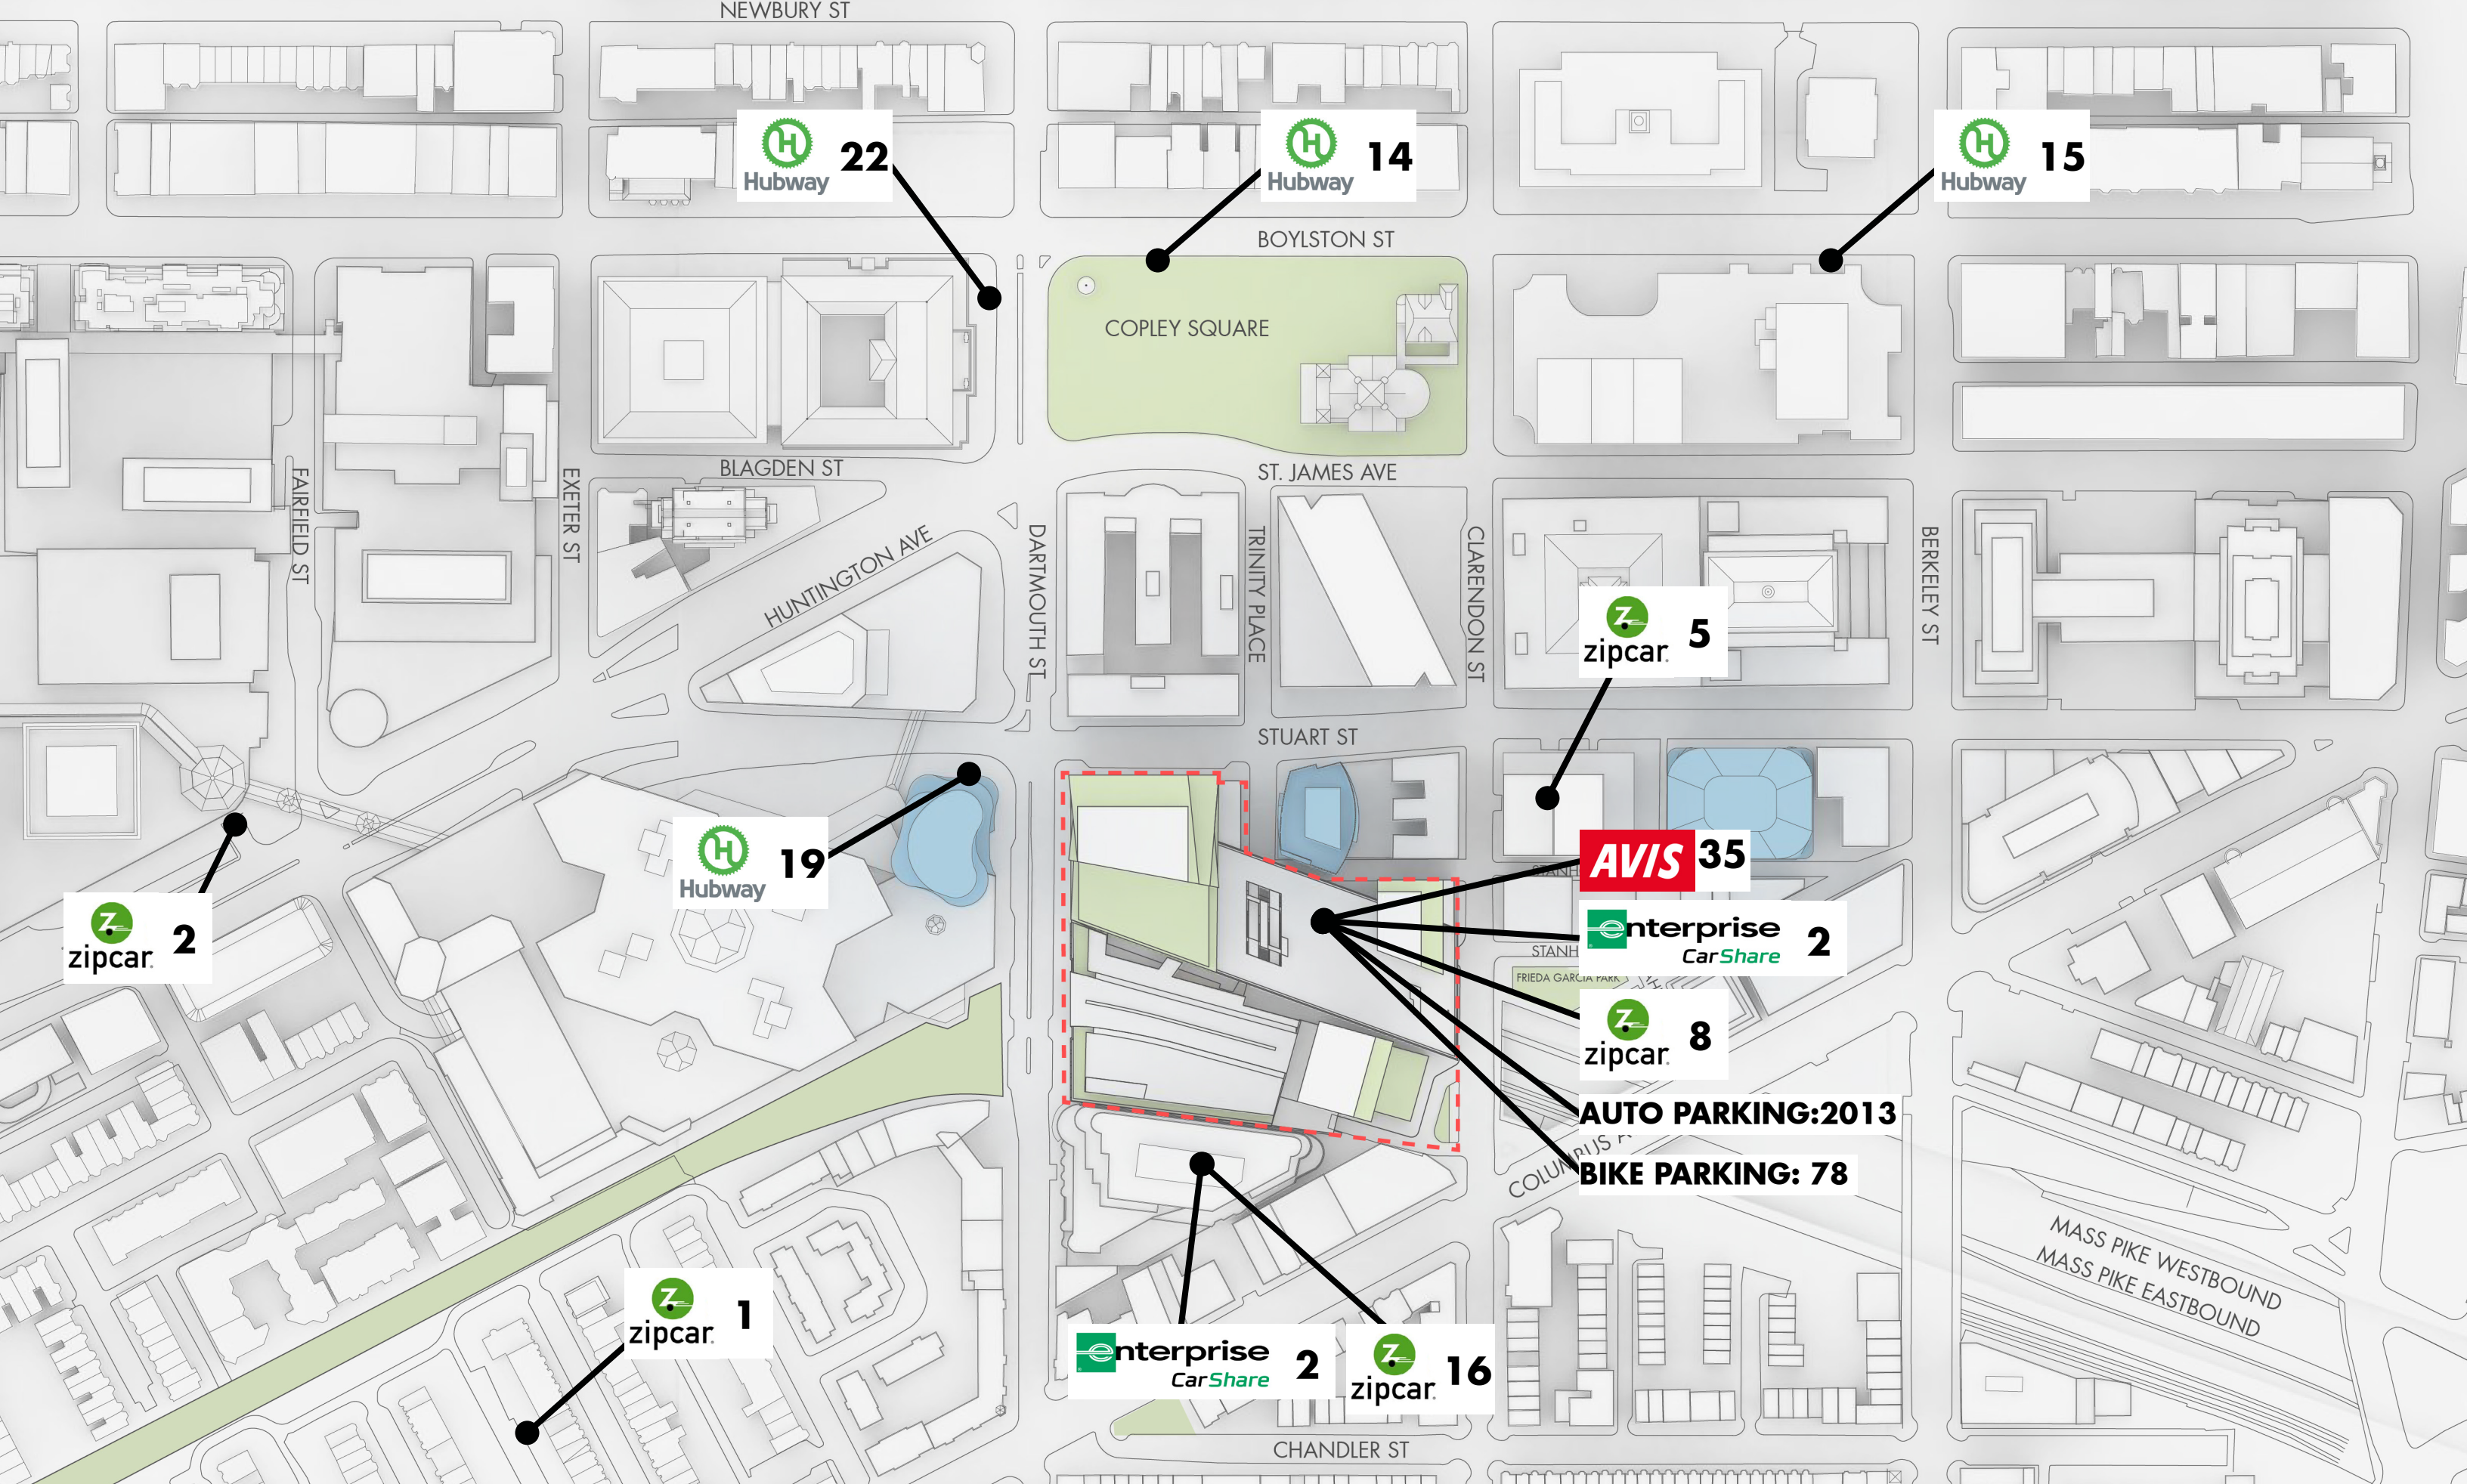 NEWBURY ST
Hubway 22
Hubway 14
Hubway 15
BOYLSTON ST
COPLEY SQUARE
BLAGDEN ST
ST. JAMES AVE
FAIRFIELD ST
EXETER ST
HUNTINGTON AVE
DARTMOUTH ST
TRINITY PLACE
CLARENDON ST
BERKELEY ST
zipcar 5
STUART ST
Hubway 19
AVIS 35
zipcar 2
enterprise CarShare 2
FRIEDA GARCIA PARK
zipcar 8
AUTO PARKING:2013
BIKE PARKING: 78
MASS PIKE WESTBOUND
MASS PIKE EASTBOUND
zipcar 1
enterprise CarShare 2
zipcar 16
CHANDLER ST